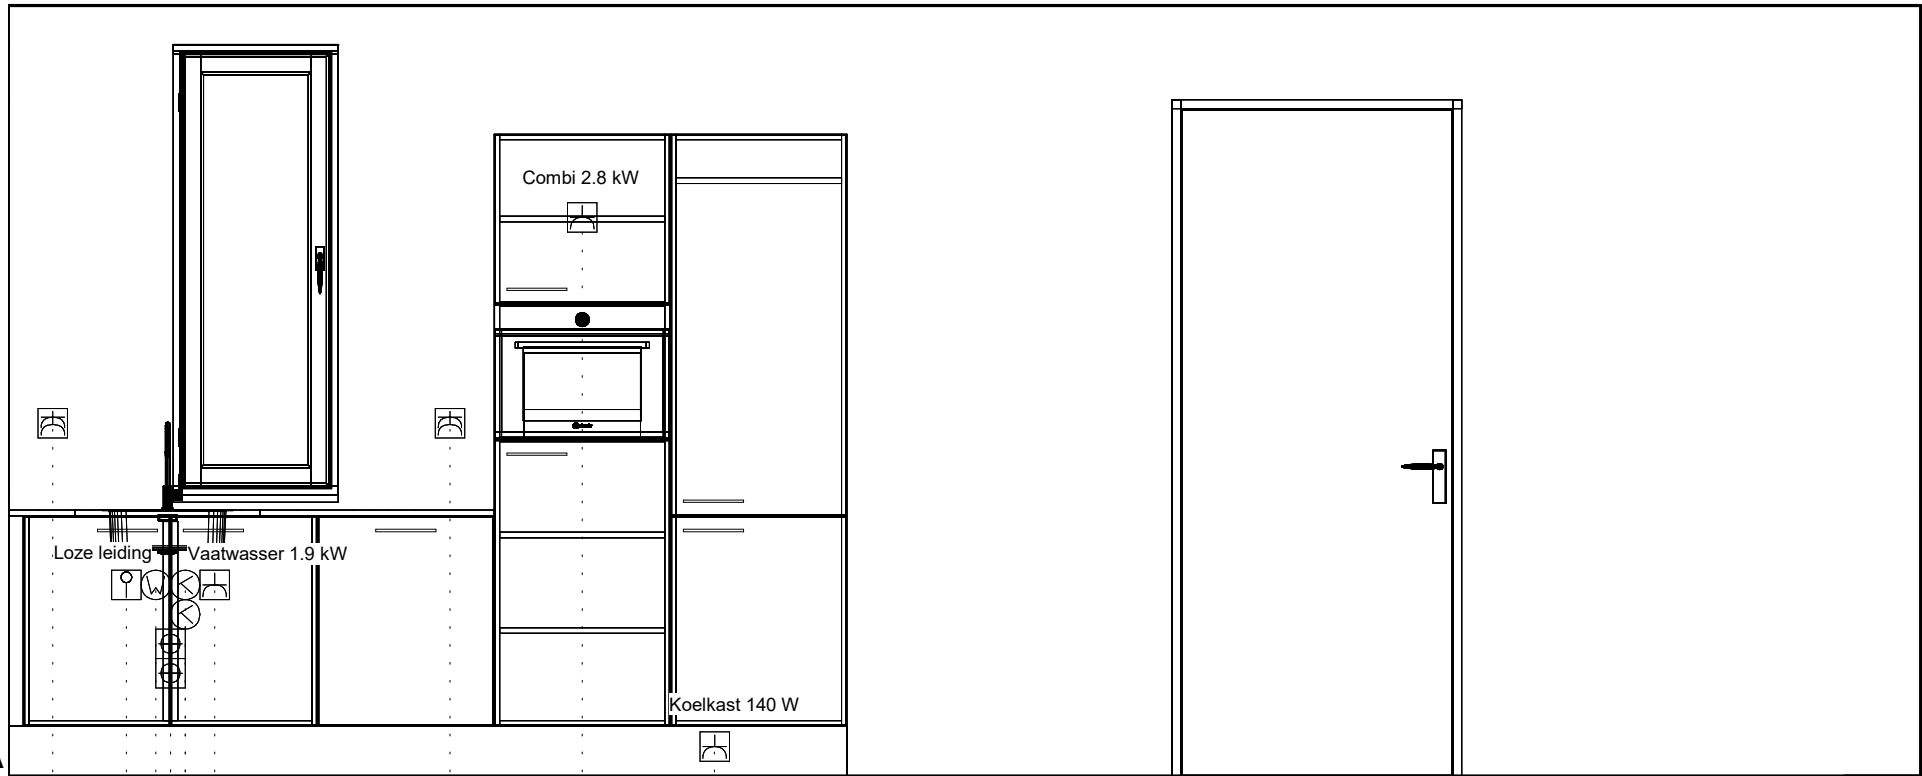 Combi 2.8 kW
Loze leiding
Vaatwasser 1.9 kW
W
K
K
Koelkast 140 W